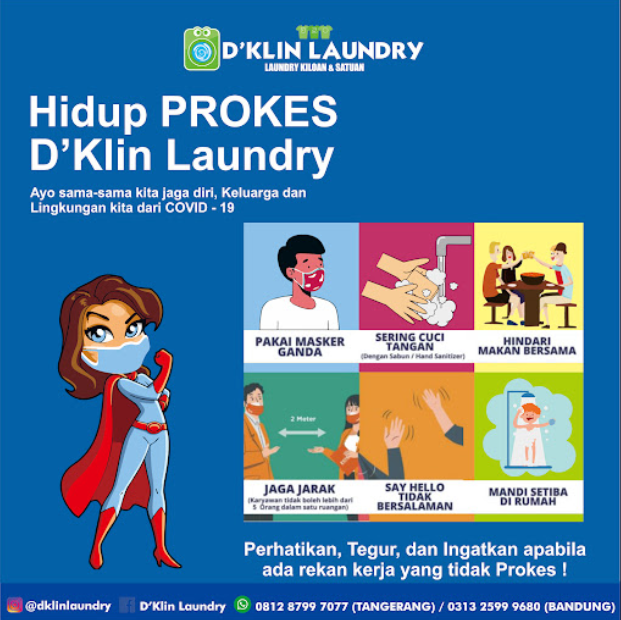 D'KLIN LAUNDRY
LAUNDRY KILOAN & SATUAN
Hidup PROKES
D'Klin Laundry
Ayo sama-sama kita jaga diri, Keluarga dan
Lingkungan kita dari COVID - 19
PAKAI MASKER
GANDA
SERING CUCI
TANGAN
(Dengan Sabun / Hand Sanitizer)
HINDARI
MAKAN BERSAMA
2 Meter
JAGA JARAK
(Karyawan tidak boleh lebih dari
5 Orang dalam satu ruangan)
SAY HELLO
TIDAK
BERSALAMAN
MANDI SETIBA
DI RUMAH
Perhatikan, Tegur, dan Ingatkan apabila
ada rekan kerja yang tidak Prokes !
@dklinlaundry D'Klin Laundry 0812 8799 7077 (TANGERANG) / 0313 2599 9680 (BANDUNG)